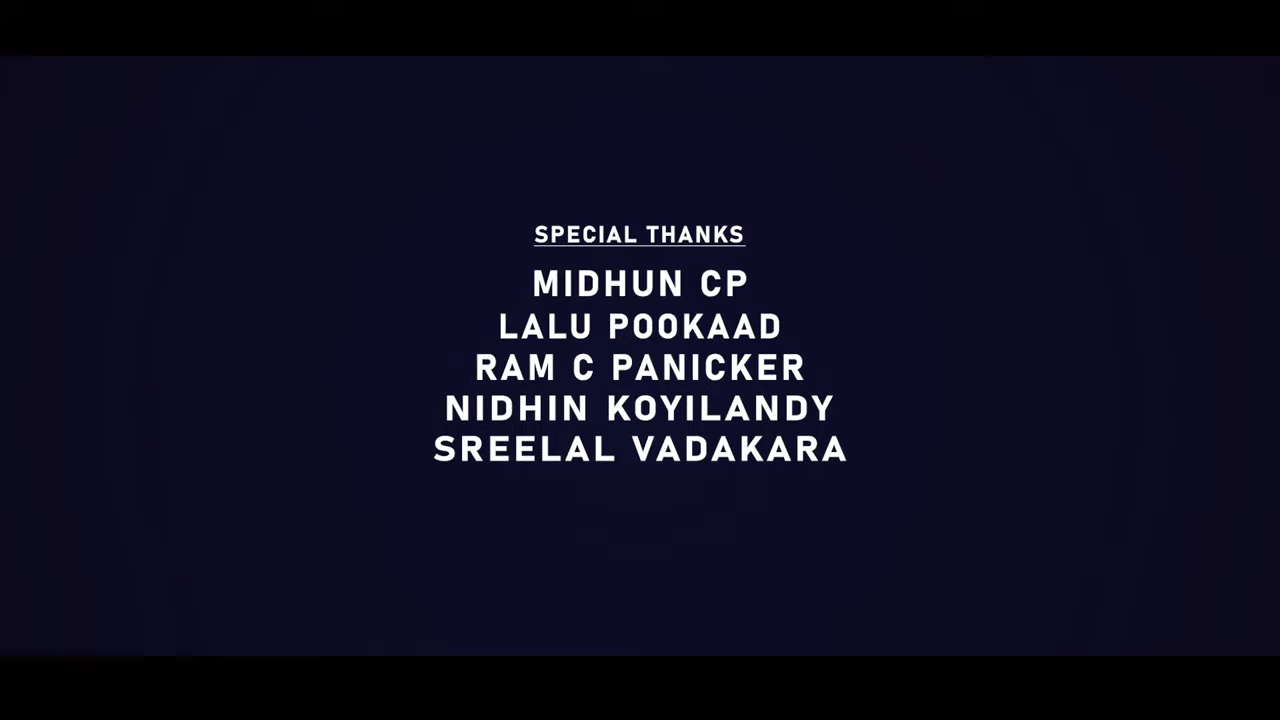 SPECIAL THANKS
MIDHUN CP
LALU POOKAAD
RAM C PANICKER
NIDHIN KOYILANDY
SREELAL VADAKARA